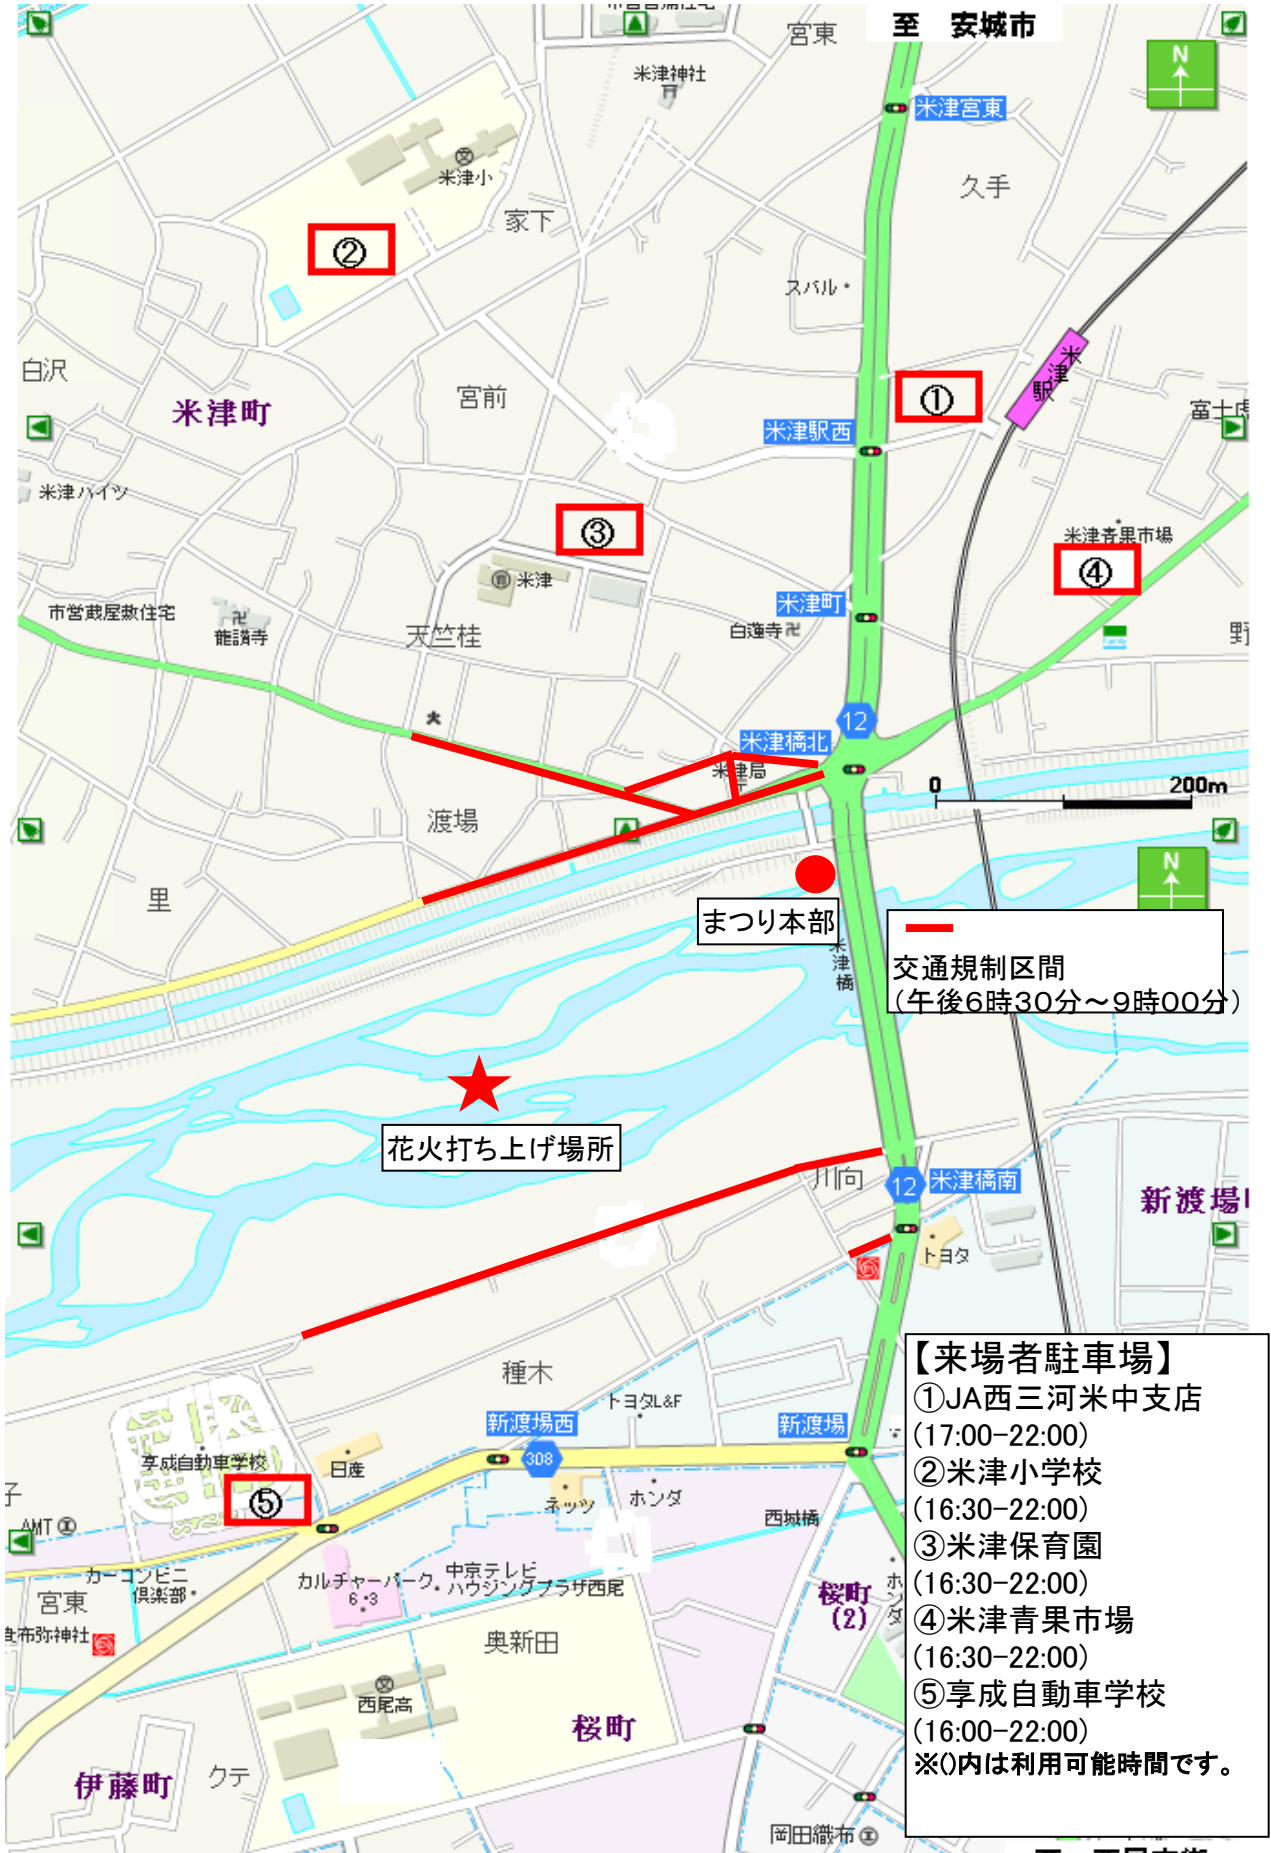 至 安城市
宮東
N
米津神社
米津宮東
米津小
久手
家下
②
スバル
白沢
米津駅
宮前
①
米津町
米津駅西
米津ハイツ
③
米津青果市場
④
米津
米津町
市営蔵屋敷住宅
白蓮寺
天竺桂
12
米津橋北
米津局
0 200m
渡場
N
里
まつり本部
米津橋
交通規制区間
(午後6時30分～9時00分)
花火打ち上げ場所
川向
12
米津橋南
トヨタ
種木
トヨタL&F
新渡場西
新渡場
308
享成自動車学校
日産
⑤
ネッツ
ホンダ
AMT
西城橋
カーコンビニ
倶楽部
カルチャーパーク
6・3
中京テレビ
ハウジングプラザ西尾
宮東
桜町
(2)
ホンダ
奥新田
西尾高
桜町
伊藤町
クテ
岡田織布
【来場者駐車場】
①JA西三河米中支店
(17:00-22:00)
②米津小学校
(16:30-22:00)
③米津保育園
(16:30-22:00)
④米津青果市場
(16:30-22:00)
⑤享成自動車学校
(16:00-22:00)
※()内は利用可能時間です。